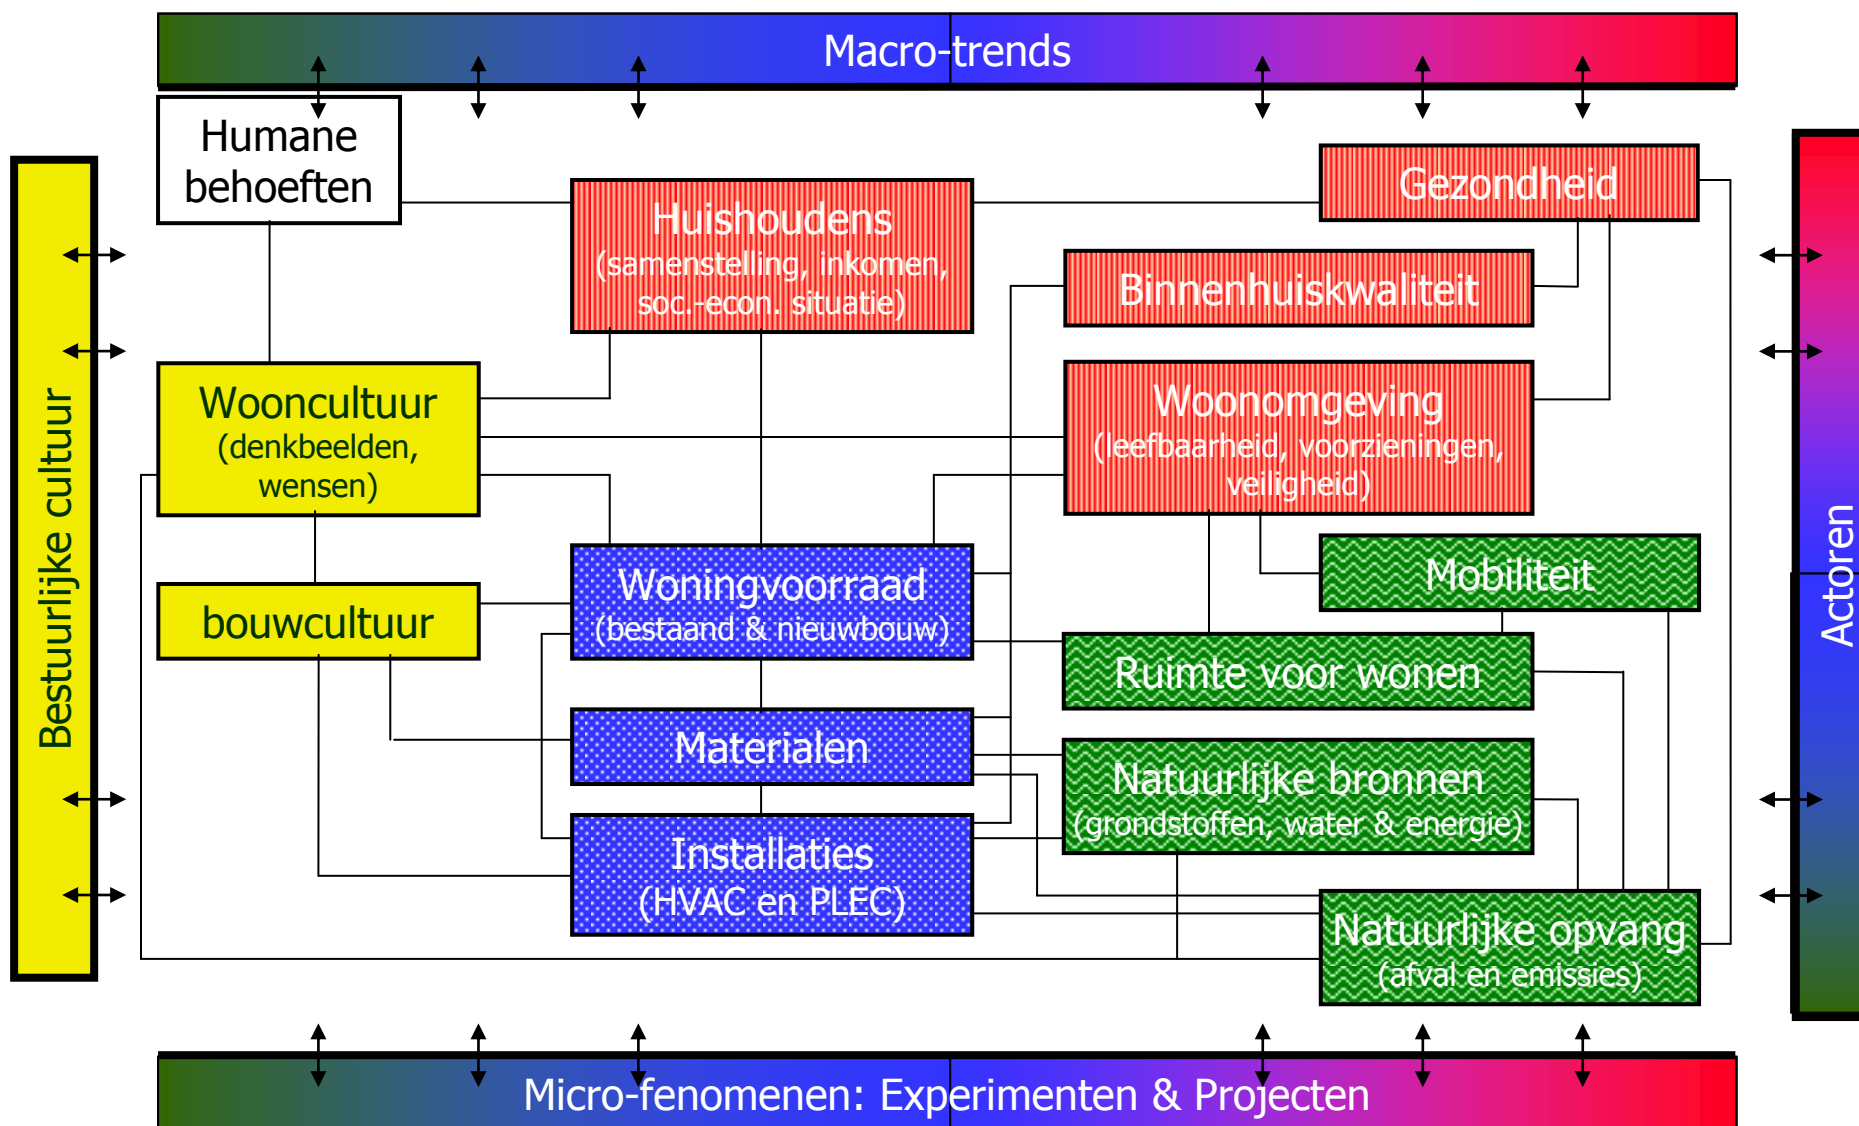 Macro-trends
Humane
behoeften
Huishoudens
(samenstelling, inkomen,
soc.-econ. situatie)
Gezondheid
Binnenhuiskwaliteit
Wooncultuur
(denkbeelden,
wensen)
Woonomgeving
(leefbaarheid, voorzieningen,
veiligheid)
Bestuurlijke cultuur
Actoren
bouwcultuur
Woningvoorraad
(bestaand & nieuwbouw)
Mobiliteit
Ruimte voor wonen
Materialen
Natuurlijke bronnen
(grondstoffen, water & energie)
Installaties
(HVAC en PLEC)
Natuurlijke opvang
(afval en emissies)
Micro-fenomenen: Experimenten & Projecten